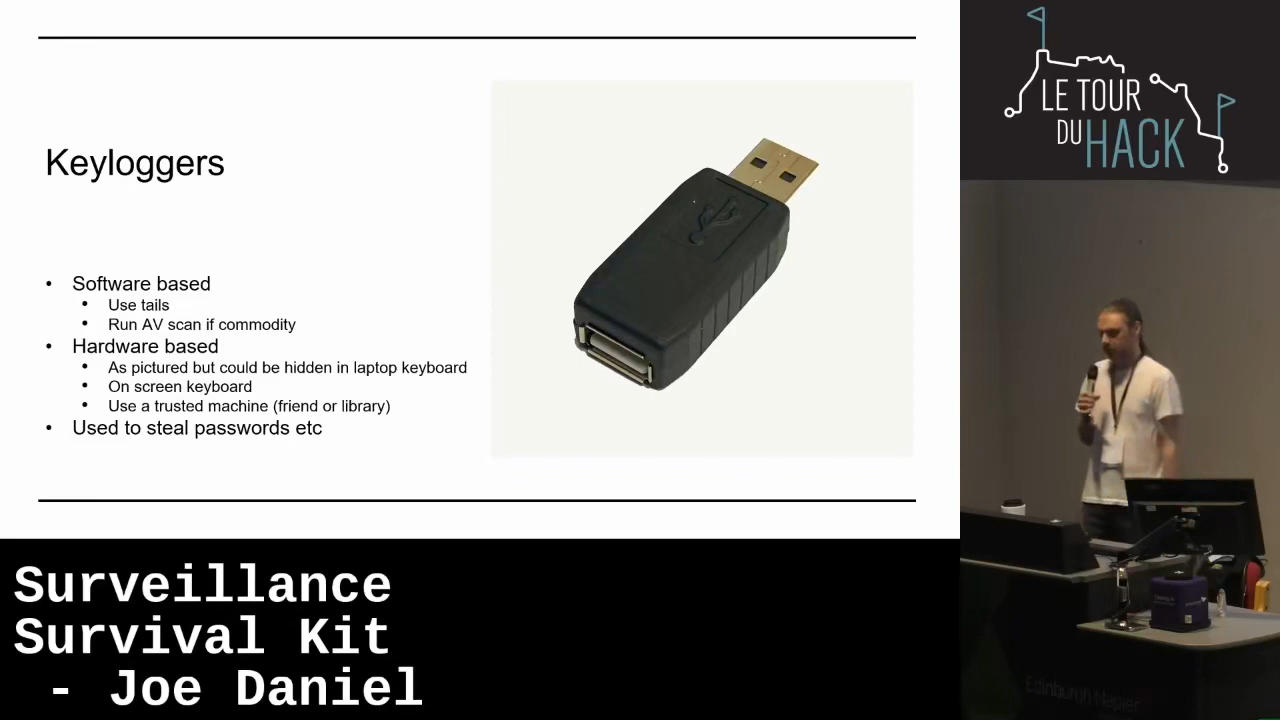 Keyloggers
• Software based
• Use tails
• Run AV scan if commodity
• Hardware based
• As pictured but could be hidden in laptop keyboard
• On screen keyboard
• Use a trusted machine (friend or library)
• Used to steal passwords etc
LE TOUR
DU HACK
Edinburgh Napier
Surveillance
Survival Kit
- Joe Daniel